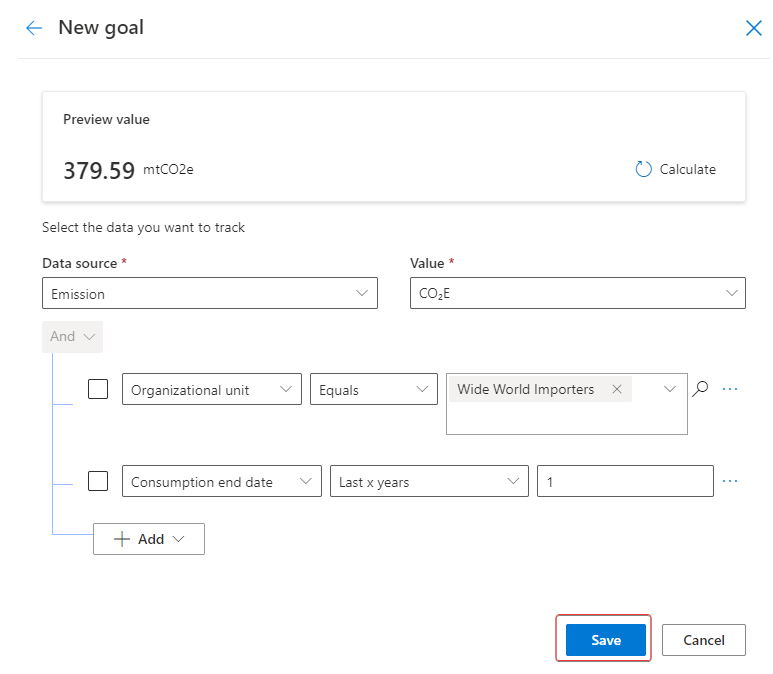 New goal
Preview value
379.59 mtCO2e
Calculate
Select the data you want to track
Data source * Value *
Emission CO₂E
And
Organizational unit Equals Wide World Importers
Consumption end date Last x years 1
Add
Save Cancel